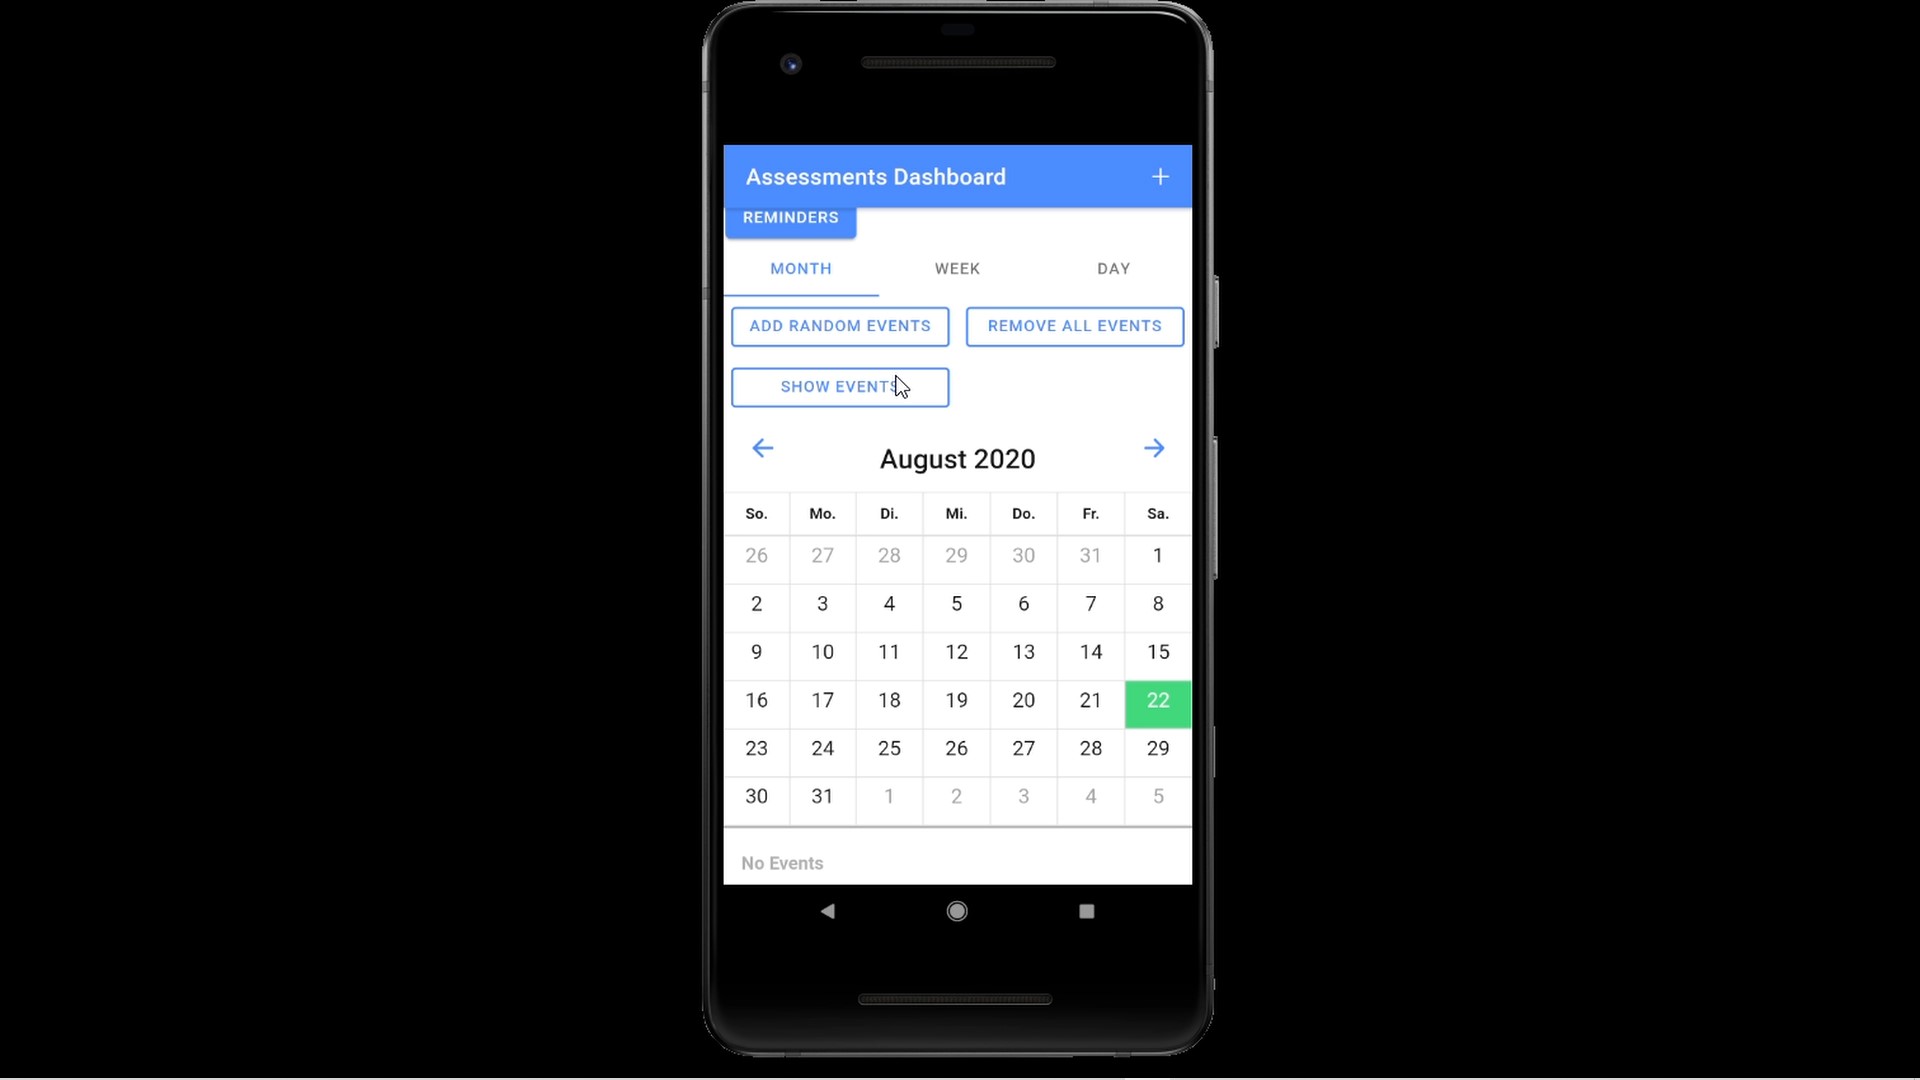 Assessments Dashboard +
REMINDERS
MONTH WEEK DAY
ADD RANDOM EVENTS REMOVE ALL EVENTS
SHOW EVENTS
August 2020
So. Mo. Di. Mi. Do. Fr. Sa.
26 27 28 29 30 31 1
2 3 4 5 6 7 8
9 10 11 12 13 14 15
16 17 18 19 20 21 22
23 24 25 26 27 28 29
30 31 1 2 3 4 5
No Events